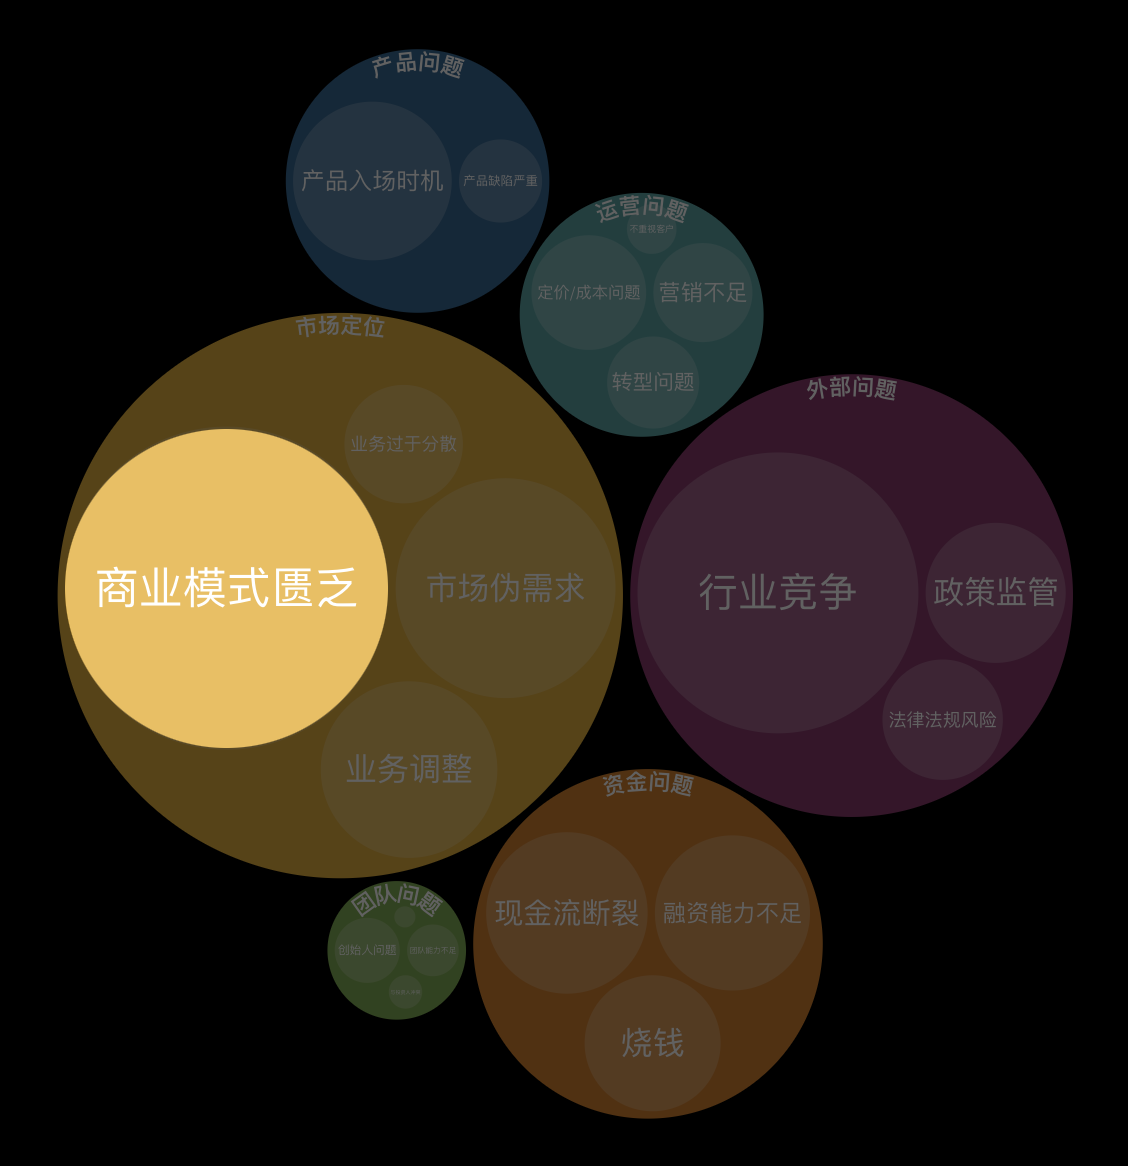 产品问题
产品入场时机
产品缺陷严重
运营问题
不重视客户
定价/成本问题
营销不足
转型问题
市场定位
业务过于分散
商业模式匮乏
市场伪需求
业务调整
外部问题
行业竞争
政策监管
法律法规风险
资金问题
现金流断裂
融资能力不足
烧钱
团队问题
创始人问题
团队能力不足